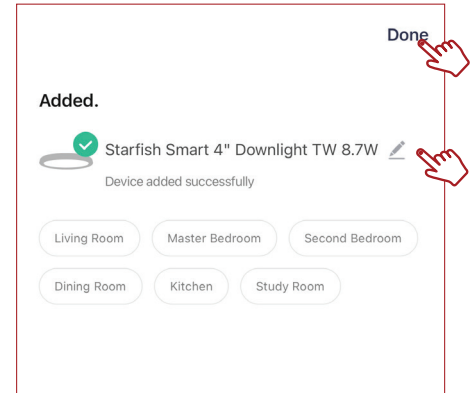 Done
Added.
Starfish Smart 4" Downlight TW 8.7W
Device added successfully
Living Room Master Bedroom Second Bedroom
Dining Room Kitchen Study Room